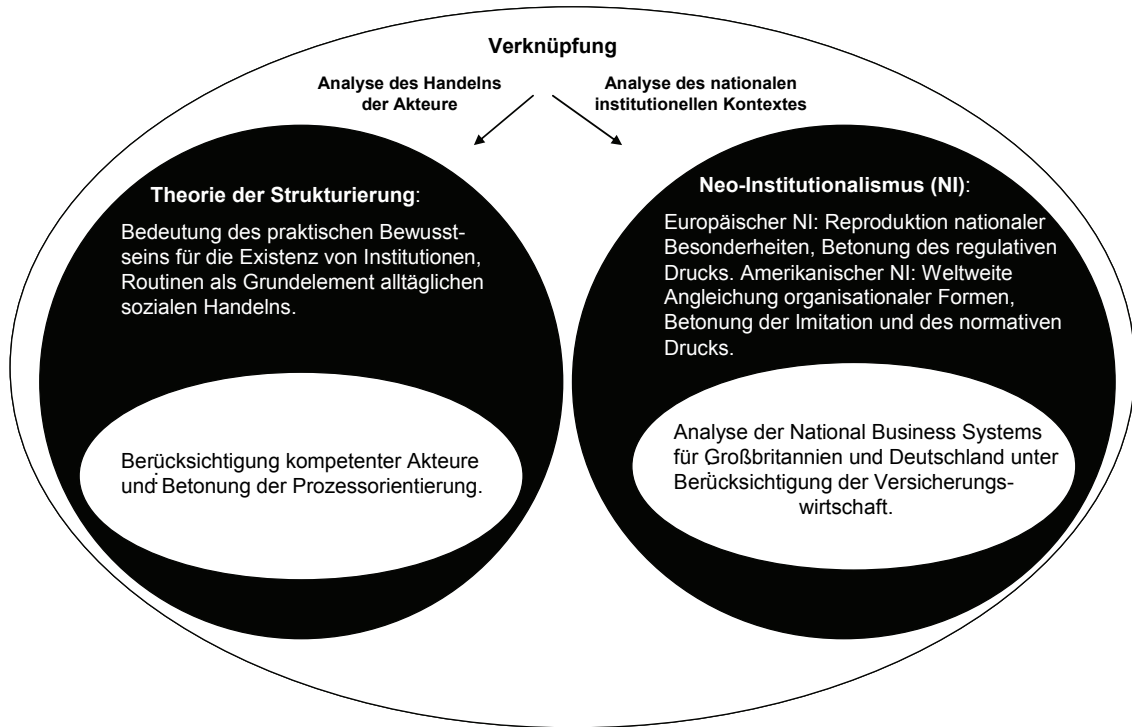 Verknüpfung
Analyse des Handelns
der Akteure
Analyse des nationalen
institutionellen Kontextes
Theorie der Strukturierung:
Bedeutung des praktischen Bewusst-
seins für die Existenz von Institutionen,
Routinen als Grundelement alltäglichen
sozialen Handelns.
Berücksichtigung kompetenter Akteure
und Betonung der Prozessorientierung.
Neo-Institutionalismus (NI):
Europäischer NI: Reproduktion nationaler
Besonderheiten, Betonung des regulativen
Drucks. Amerikanischer NI: Weltweite
Angleichung organisationaler Formen,
Betonung der Imitation und des normativen
Drucks.
Analyse der National Business Systems
für Großbritannien und Deutschland unter
Berücksichtigung der Versicherungs-
wirtschaft.